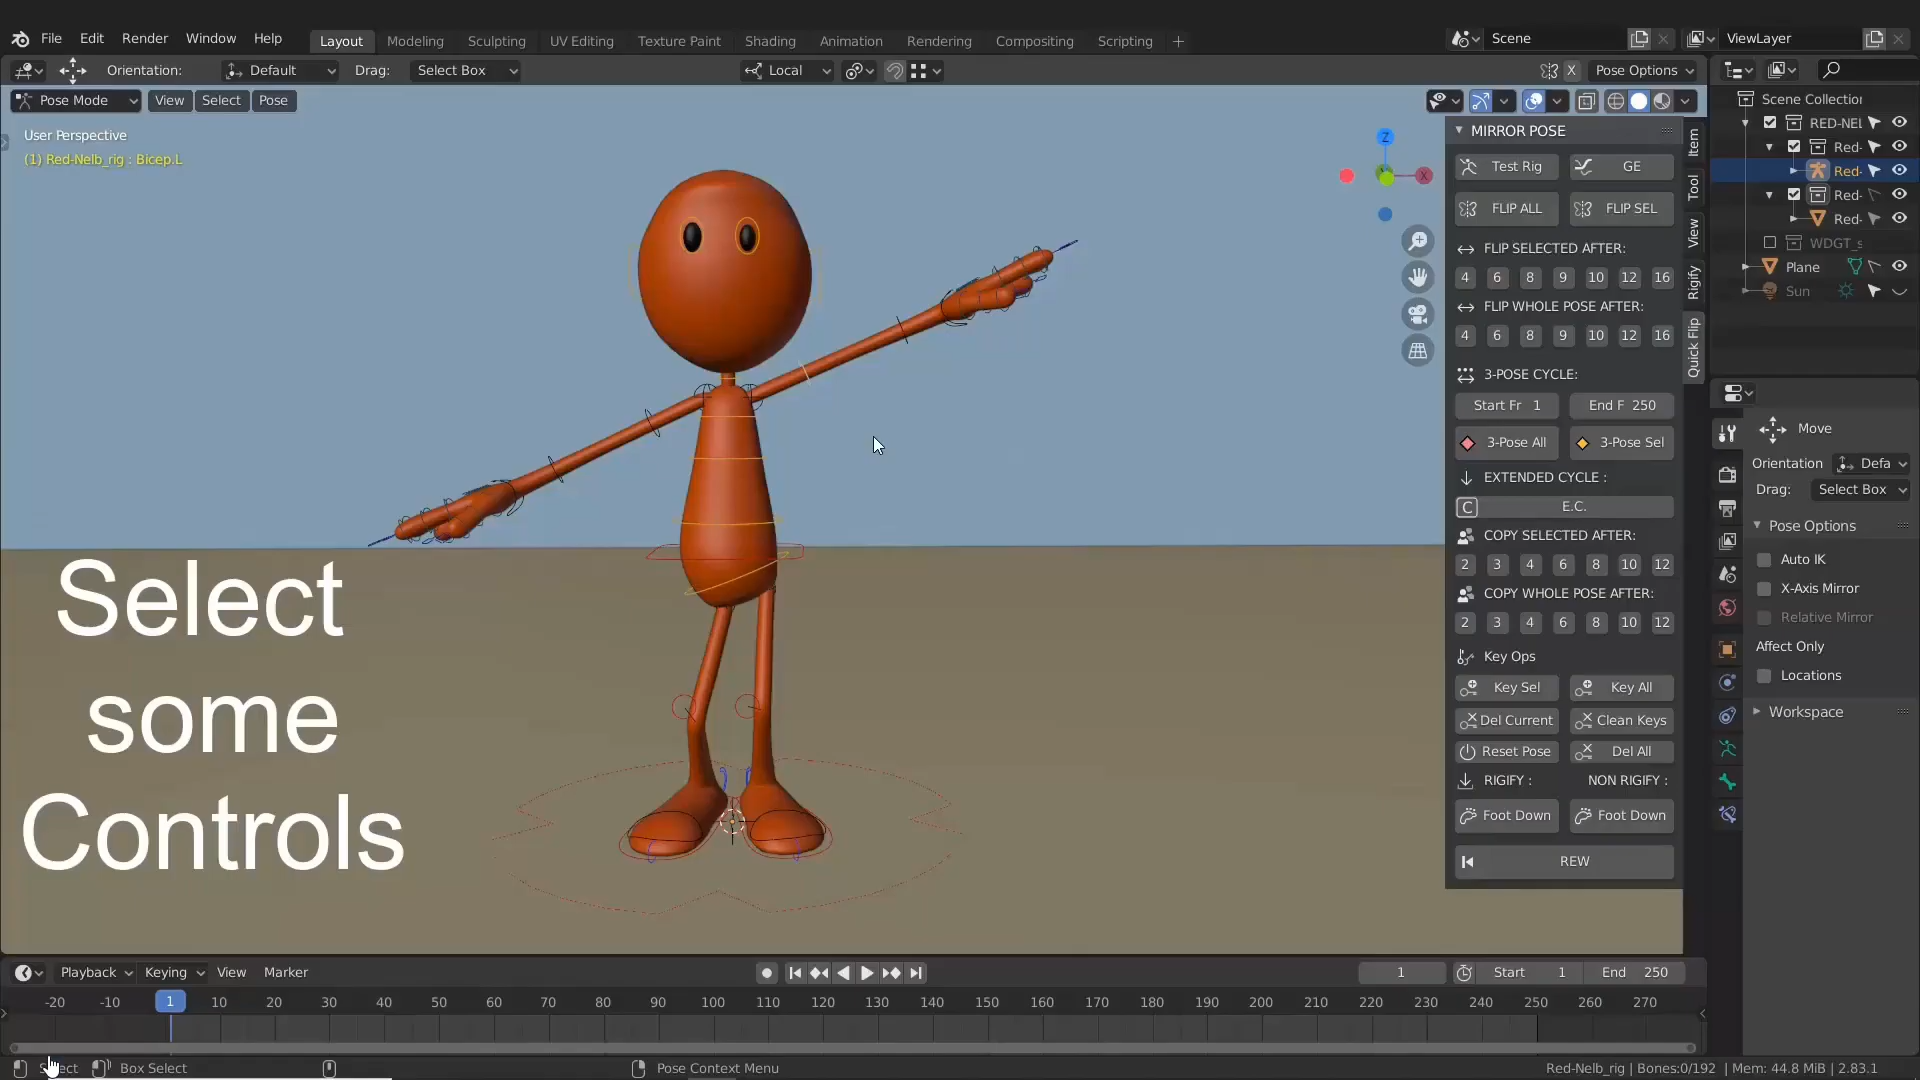 File Edit Render Window Help
Layout Modeling Sculpting UV Editing Texture Paint Shading Animation Rendering Compositing Scripting +
Scene
ViewLayer
Orientation: Default Drag: Select Box Local X Pose Options
Pose Mode View Select Pose
User Perspective
(1) Red-Nelb_rig : Bicep.L
Z
X
MIRROR POSE
Test Rig GE
FLIP ALL FLIP SEL
FLIP SELECTED AFTER:
4 6 8 9 10 12 16
FLIP WHOLE POSE AFTER:
4 6 8 9 10 12 16
3-POSE CYCLE:
Start Fr 1 End F 250
3-Pose All 3-Pose Sel
EXTENDED CYCLE :
C E.C.
COPY SELECTED AFTER:
2 3 4 6 8 10 12
COPY WHOLE POSE AFTER:
2 3 4 6 8 10 12
Key Ops
Key Sel Key All
Del Current Clean Keys
Reset Pose Del All
RIGIFY : NON RIGIFY :
Foot Down Foot Down
REW
Item
Tool
View
Rigify
Quick Flip
Scene Collectior
RED-NEL
Red-
Red-
Red-
Red-
WDGT_s
Plane
Sun
Move
Orientation Defa
Drag: Select Box
Pose Options
Auto IK
X-Axis Mirror
Relative Mirror
Affect Only
Locations
Workspace
Select
some
Controls
Playback Keying View Marker
1 Start 1 End 250
-20 -10 1 10 20 30 40 50 60 70 80 90 100 110 120 130 140 150 160 170 180 190 200 210 220 230 240 250 260 270
Box Select
Pose Context Menu
Red-Nelb_rig | Bones:0/192 | Mem: 44.8 MiB | 2.83.1